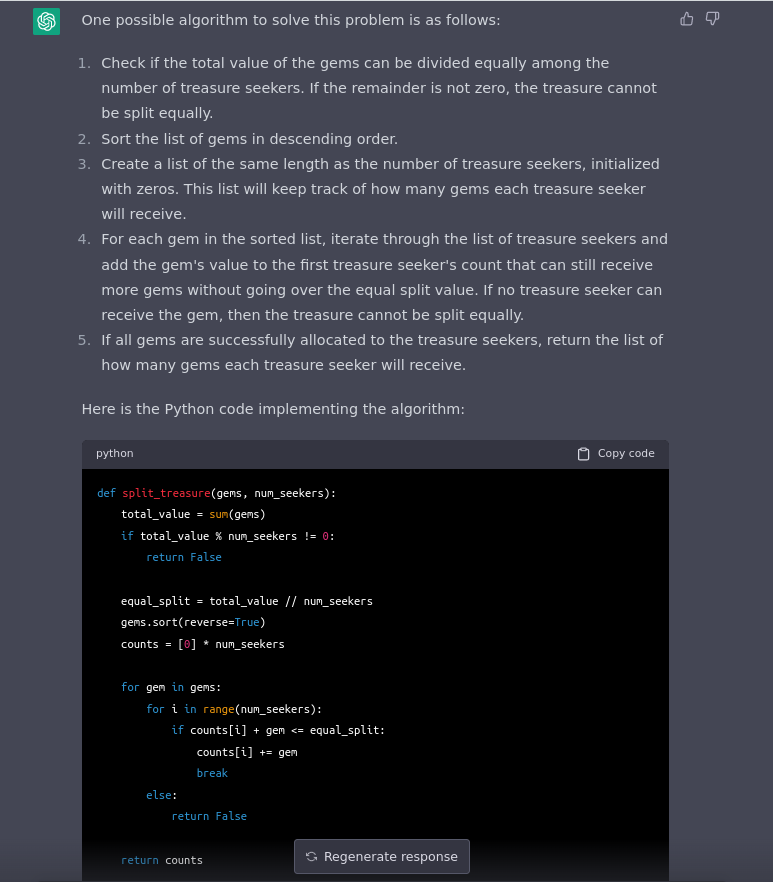 One possible algorithm to solve this problem is as follows:
1. Check if the total value of the gems can be divided equally among the
number of treasure seekers. If the remainder is not zero, the treasure cannot
be split equally.
2. Sort the list of gems in descending order.
3. Create a list of the same length as the number of treasure seekers, initialized
with zeros. This list will keep track of how many gems each treasure seeker
will receive.
4. For each gem in the sorted list, iterate through the list of treasure seekers and
add the gem's value to the first treasure seeker's count that can still receive
more gems without going over the equal split value. If no treasure seeker can
receive the gem, then the treasure cannot be split equally.
5. If all gems are successfully allocated to the treasure seekers, return the list of
how many gems each treasure seeker will receive.
Here is the Python code implementing the algorithm:
python Copy code
def split_treasure(gems, num_seekers):
    total_value = sum(gems)
    if total_value % num_seekers != 0:
        return False
    equal_split = total_value // num_seekers
    gems.sort(reverse=True)
    counts = [0] * num_seekers
    for gem in gems:
        for i in range(num_seekers):
            if counts[i] + gem <= equal_split:
                counts[i] += gem
                break
        else:
            return False
    return counts
Regenerate response